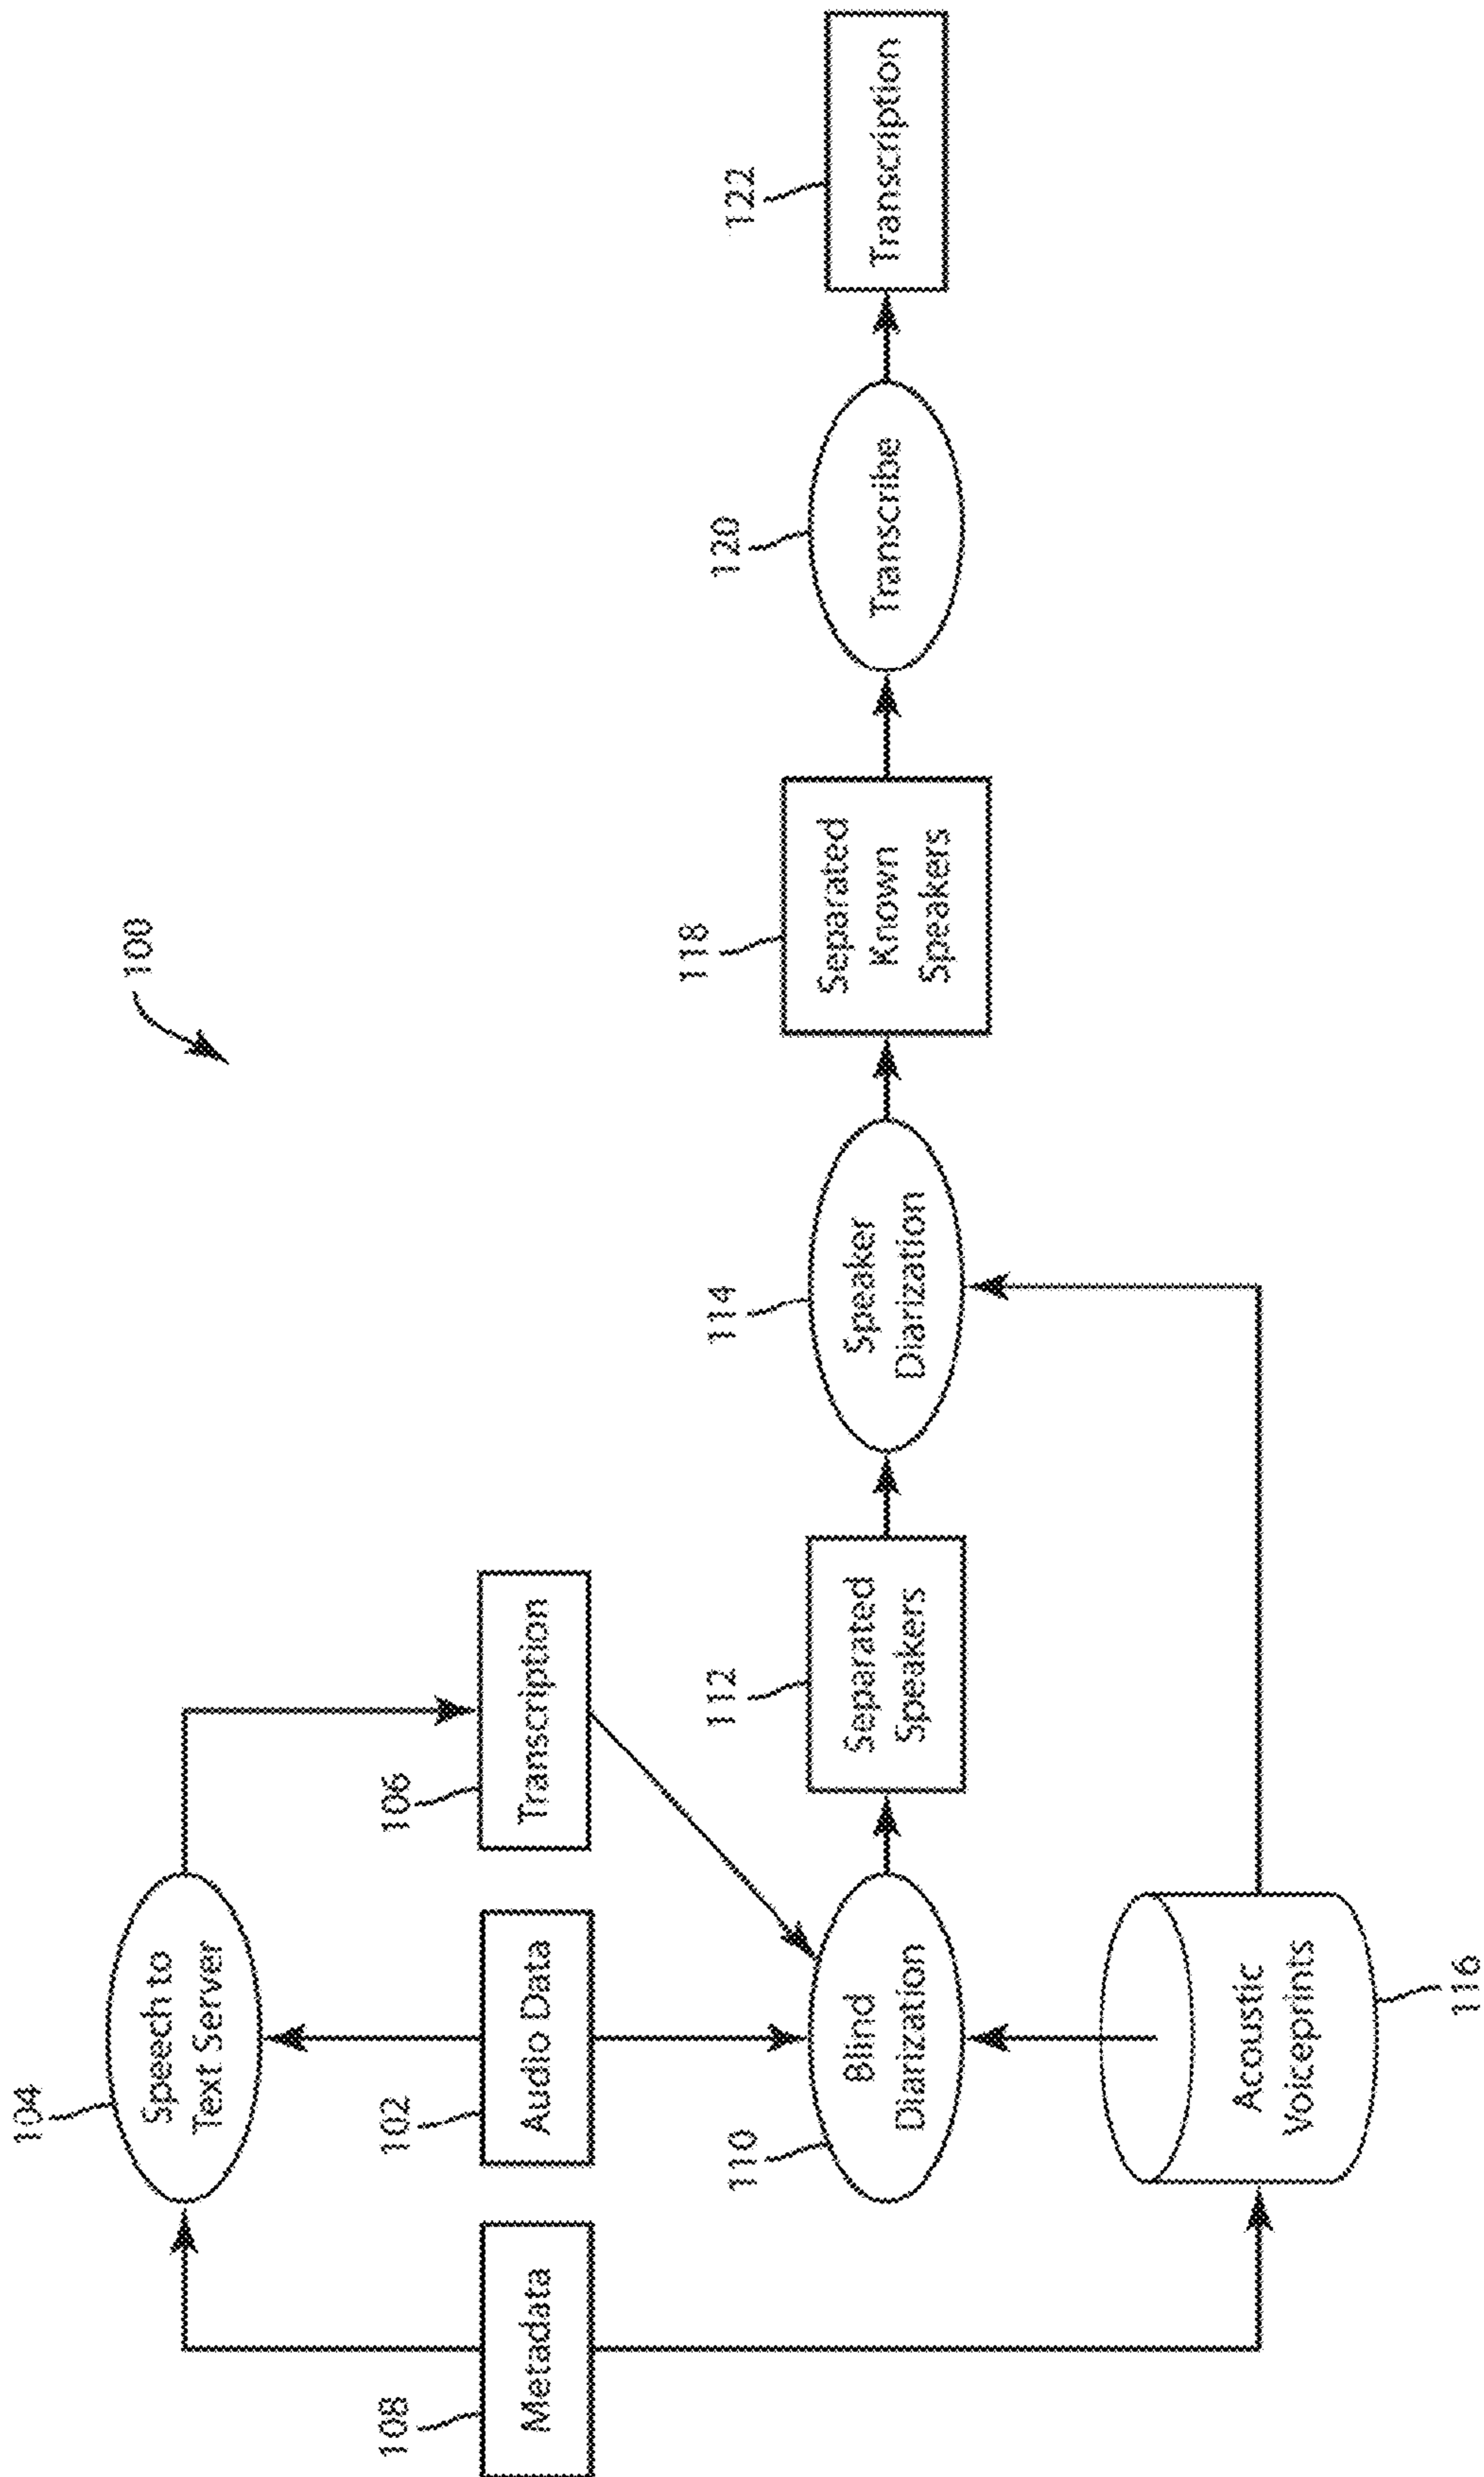 100
104
Speech to
Text Server
108
Metadata
102
Audio Data
106
Transcription
110
Blind
Diarization
112
Separated
Speakers
114
Speaker
Diarization
118
Separated
Known
Speakers
120
Transcribe
122
Transcription
Acoustic
Voiceprints
116